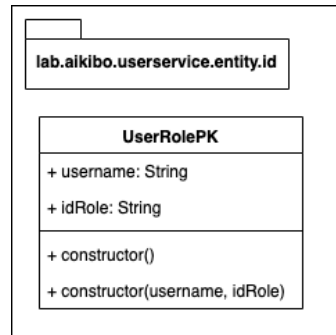 lab.aikibo.userservice.entity.id
UserRolePK
+ username: String
+ idRole: String
+ constructor()
+ constructor(username, idRole)